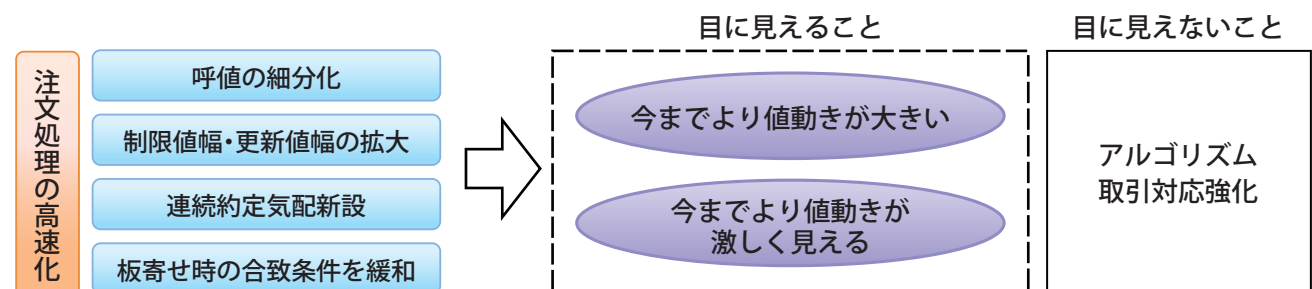 目に見えること
目に見えないこと
注文処理の高速化
呼値の細分化
制限値幅・更新値幅の拡大
連続約定気配新設
板寄せ時の合致条件を緩和
今までより値動きが大きい
今までより値動きが
激しく見える
アルゴリズム
取引対応強化